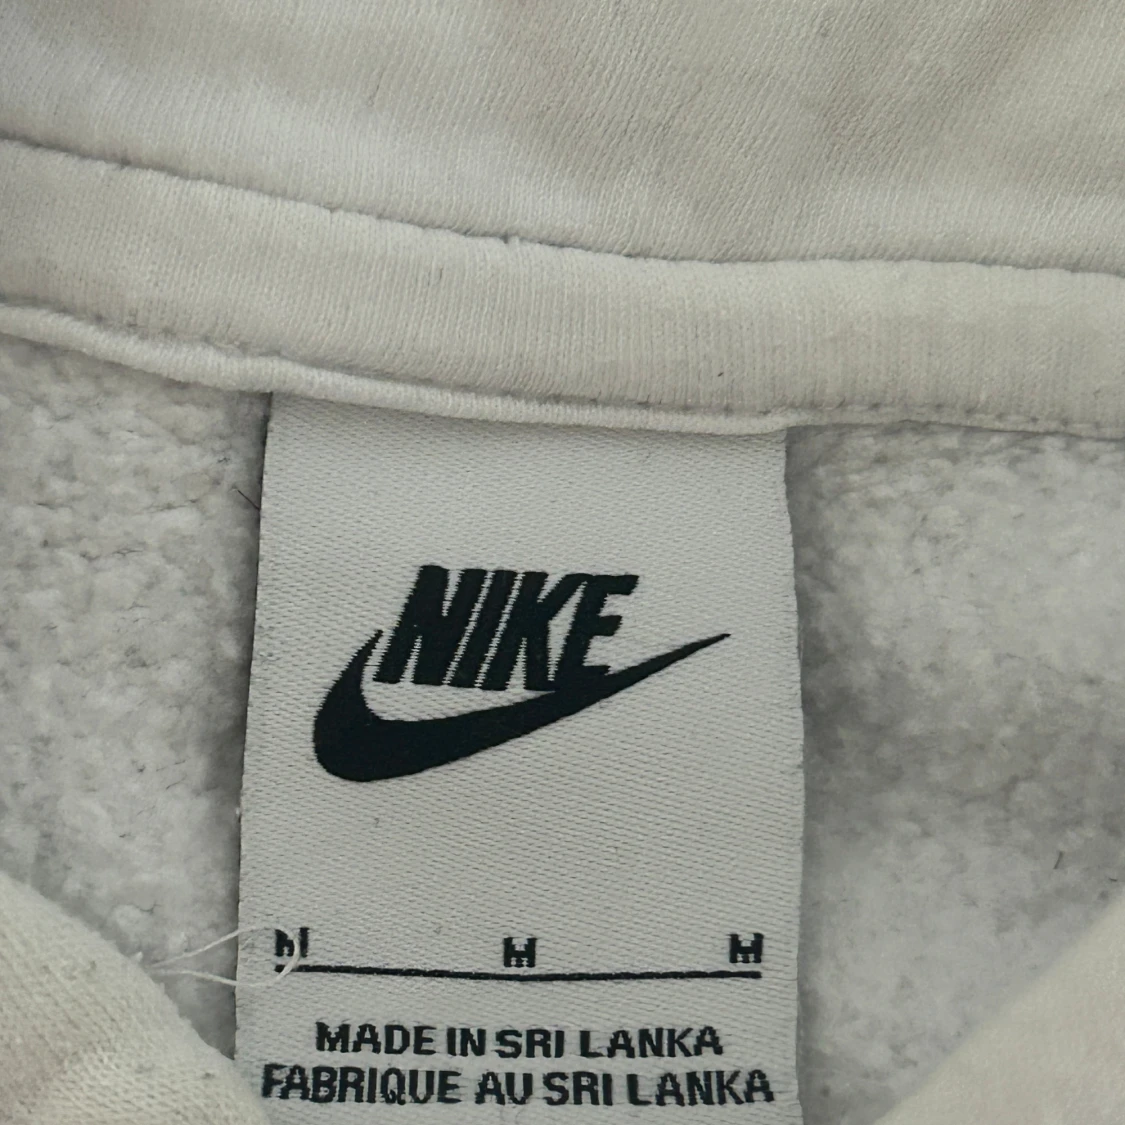 NIKE
M M M
MADE IN SRI LANKA
FABRIQUE AU SRI LANKA